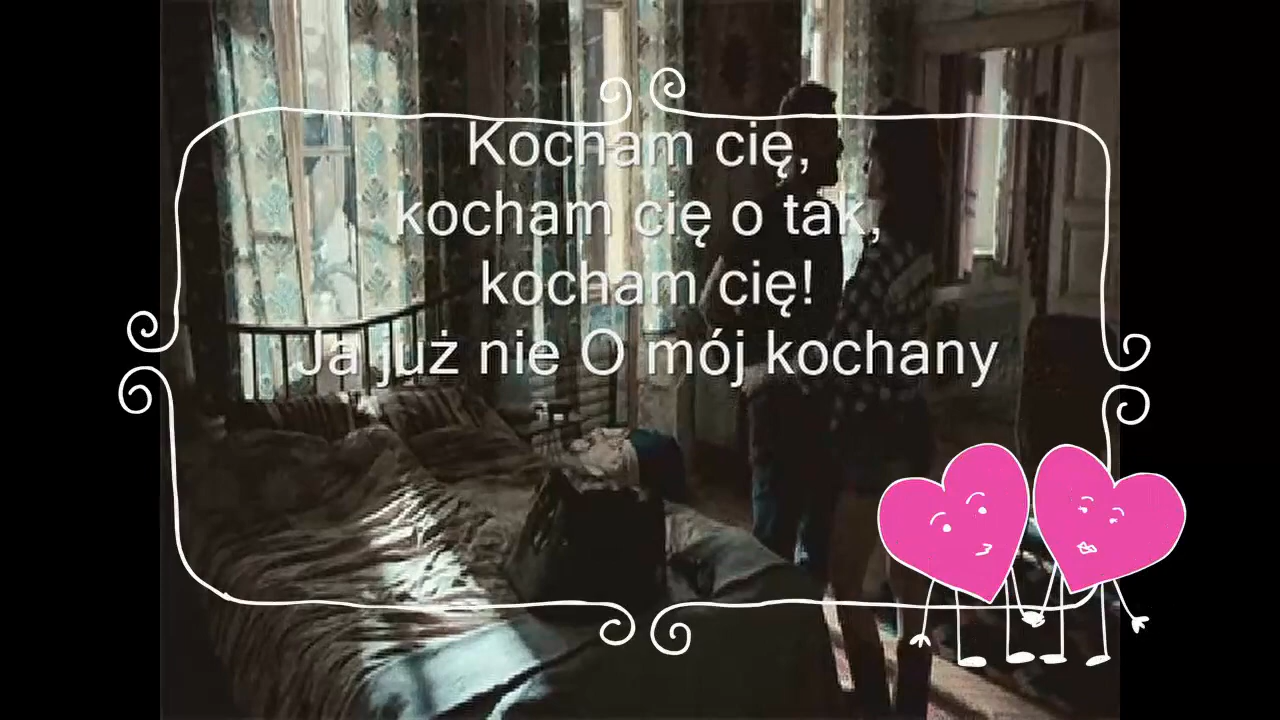 Kocham cię,
kocham cię o tak,
kocham cię!
Ja już nie O mój kochany